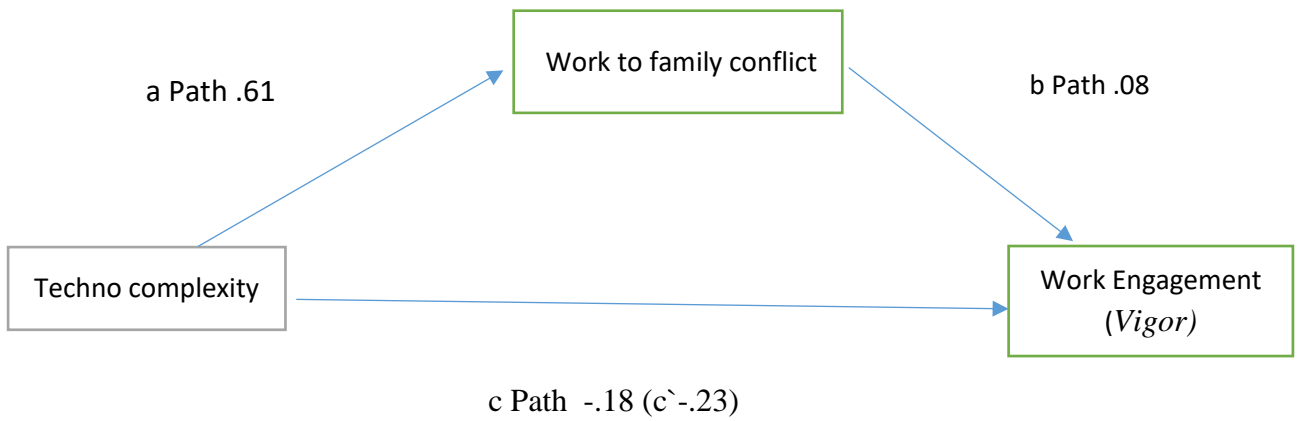 Work to family conflict
a Path .61
b Path .08
Techno complexity
Work Engagement
(Vigor)
c Path -.18 (c`-.23)